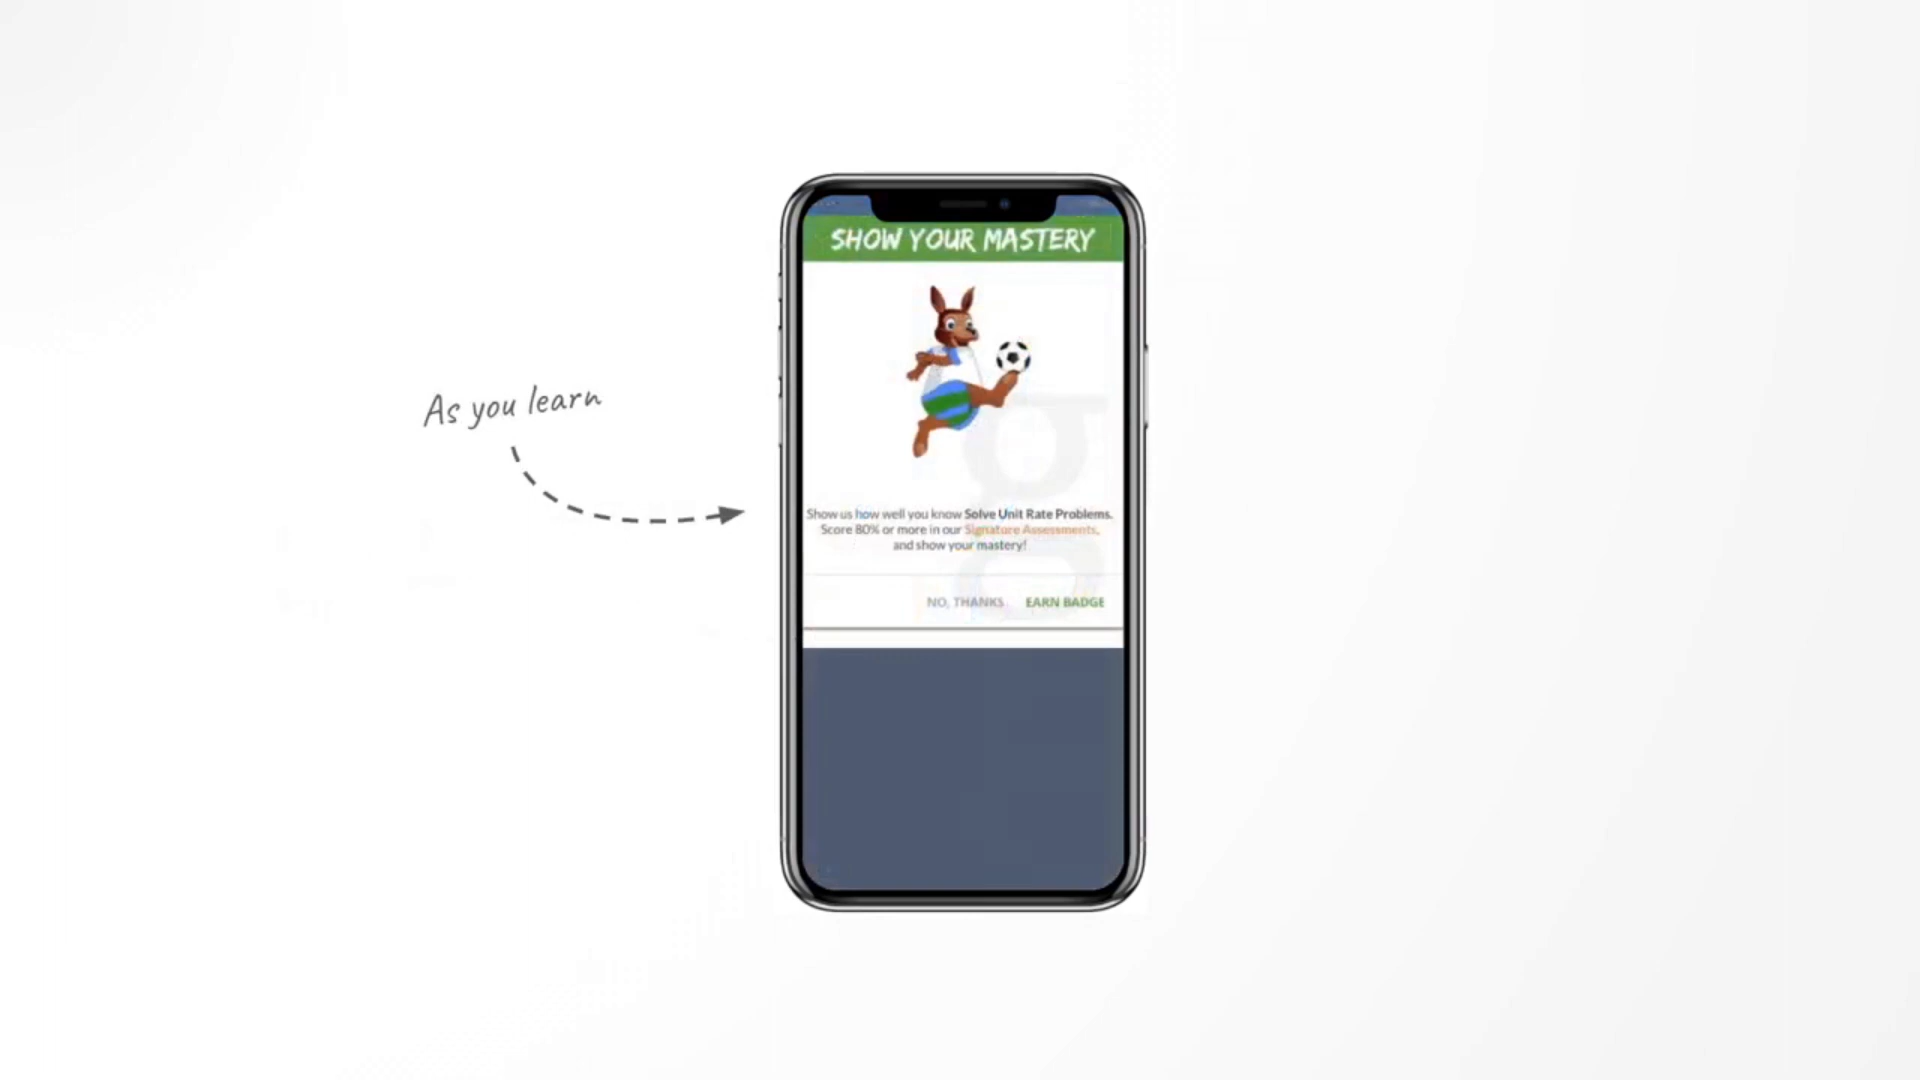 SHOW YOUR MASTERY
As you learn
Show us how well you know Solve Unit Rate Problems.
Score 80% or more in our Signature Assessments,
and show your mastery!
NO, THANKS EARN BADGE